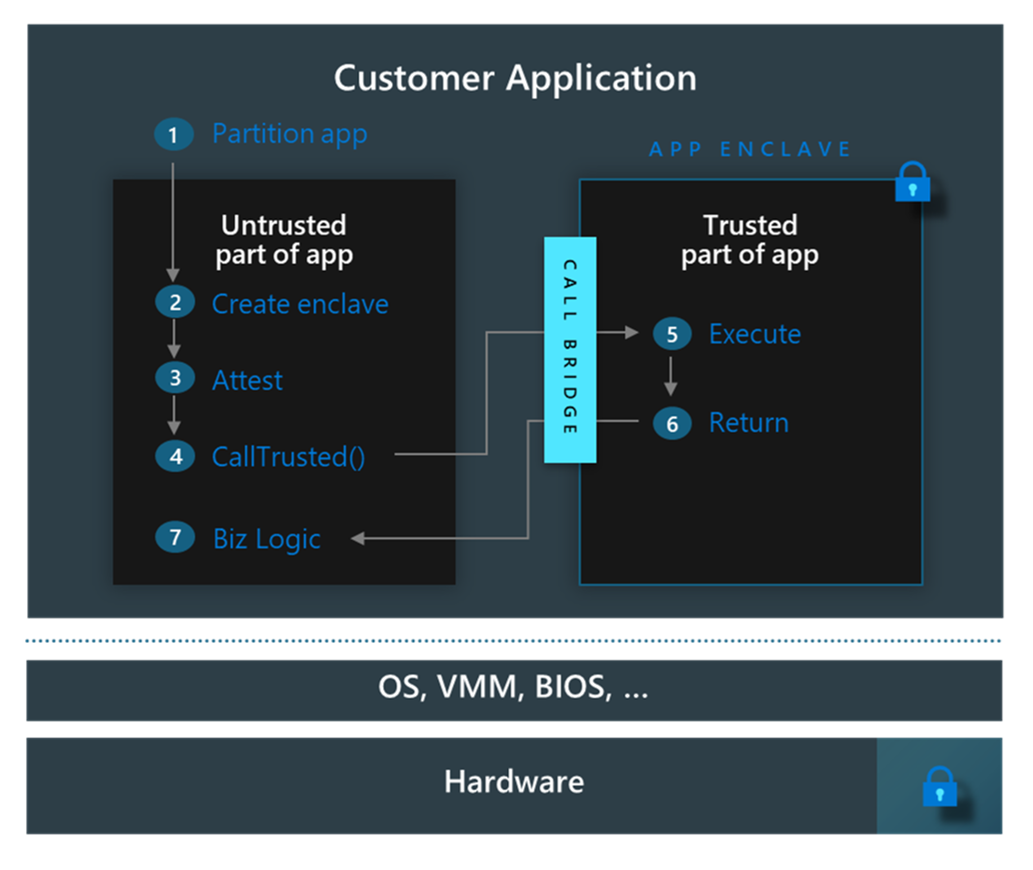 Customer Application
1 Partition app
APP ENCLAVE
Untrusted
part of app
2 Create enclave
3 Attest
4 CallTrusted()
7 Biz Logic
CALL BRIDGE
Trusted
part of app
5 Execute
6 Return
OS, VMM, BIOS, ...
Hardware